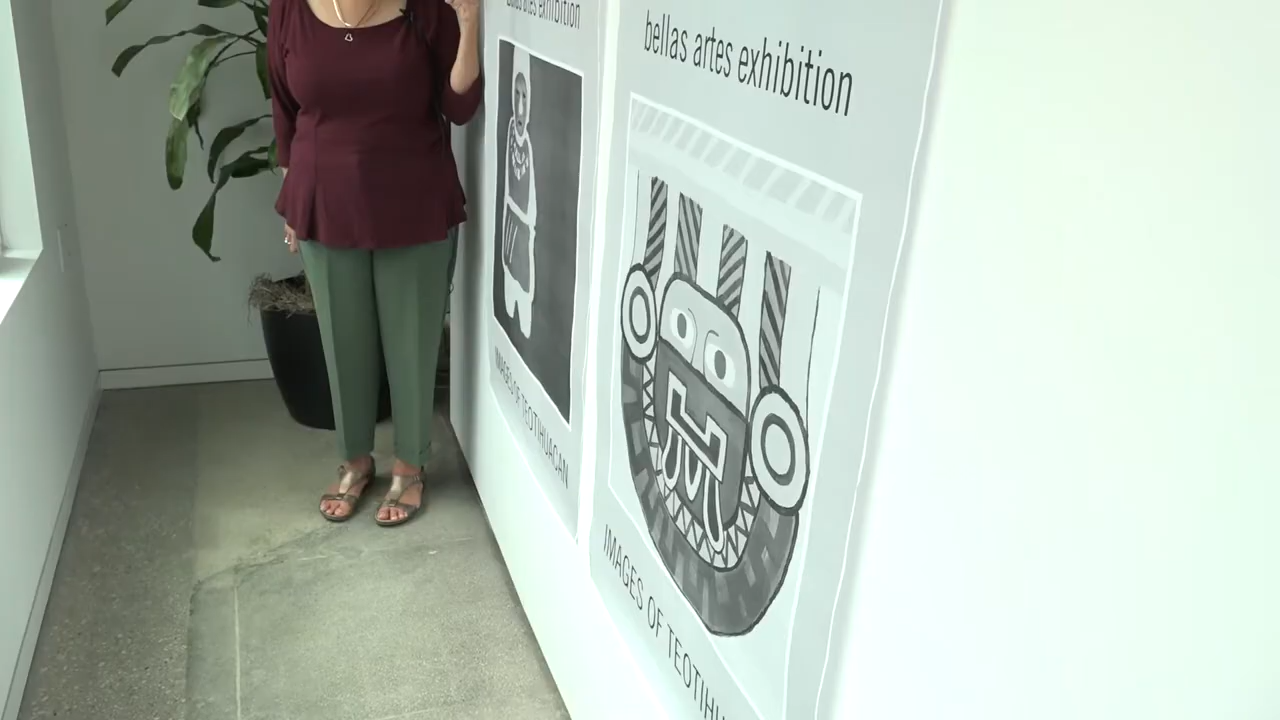 bellas artes exhibition
IMAGES OF TEOTIHUACAN
bellas artes exhibition
IMAGES OF TEOTIHU